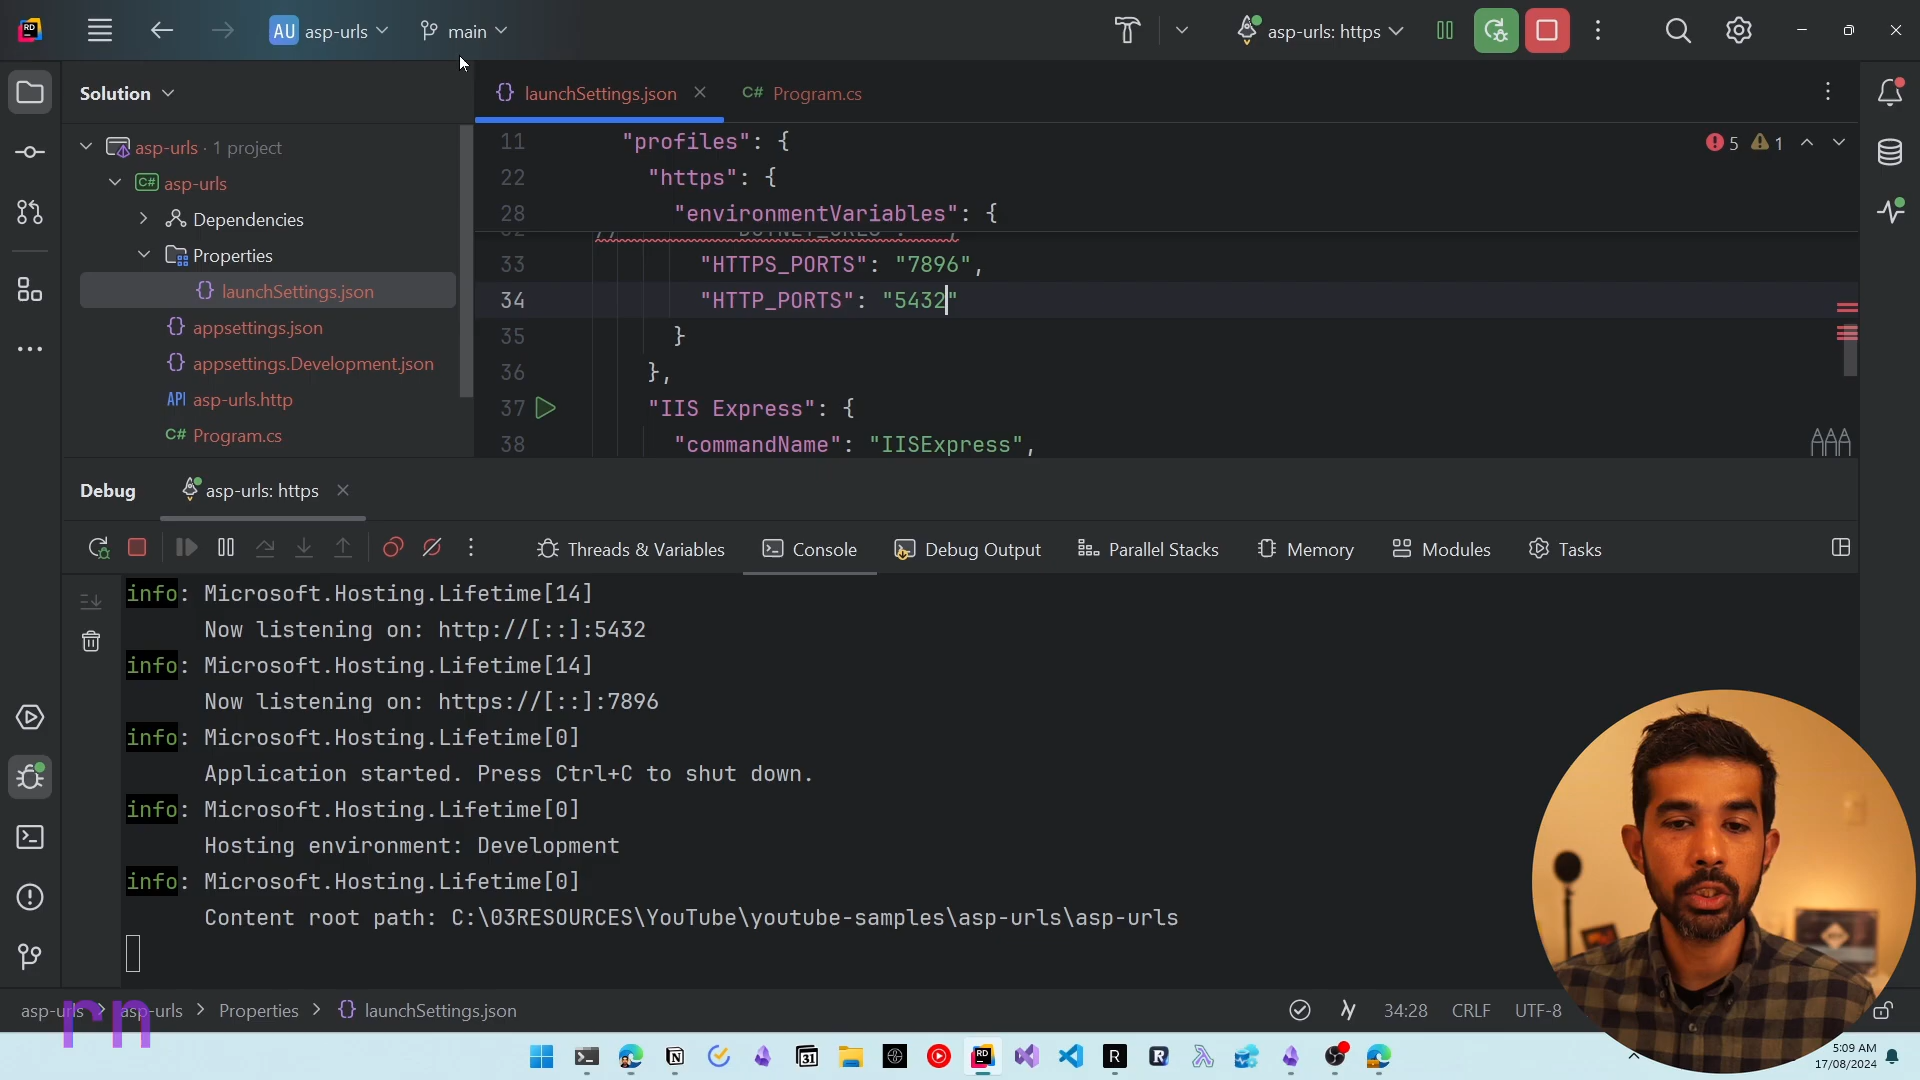 AU asp-urls main asp-urls: https
Solution launchSettings.json C# Program.cs
asp-urls · 1 project
C# asp-urls
Dependencies
Properties
launchSettings.json
appsettings.json
appsettings.Development.json
API asp-urls.http
C# Program.cs
5 1
11 "profiles": {
22 "https": {
28 "environmentVariables": {
33 "HTTPS_PORTS": "7896",
34 "HTTP_PORTS": "5432"
35 }
36 },
37 "IIS Express": {
38 "commandName": "IISExpress",
Debug asp-urls: https
Threads & Variables Console Debug Output Parallel Stacks Memory Modules Tasks
info: Microsoft.Hosting.Lifetime[14]
Now listening on: http://[::]:5432
info: Microsoft.Hosting.Lifetime[14]
Now listening on: https://[::]:7896
info: Microsoft.Hosting.Lifetime[0]
Application started. Press Ctrl+C to shut down.
info: Microsoft.Hosting.Lifetime[0]
Hosting environment: Development
info: Microsoft.Hosting.Lifetime[0]
Content root path: C:\03RESOURCES\YouTube\youtube-samples\asp-urls\asp-urls
asp-urls asp-urls Properties launchSettings.json 34:28 CRLF UTF-8
rn
5:09 AM
17/08/2024